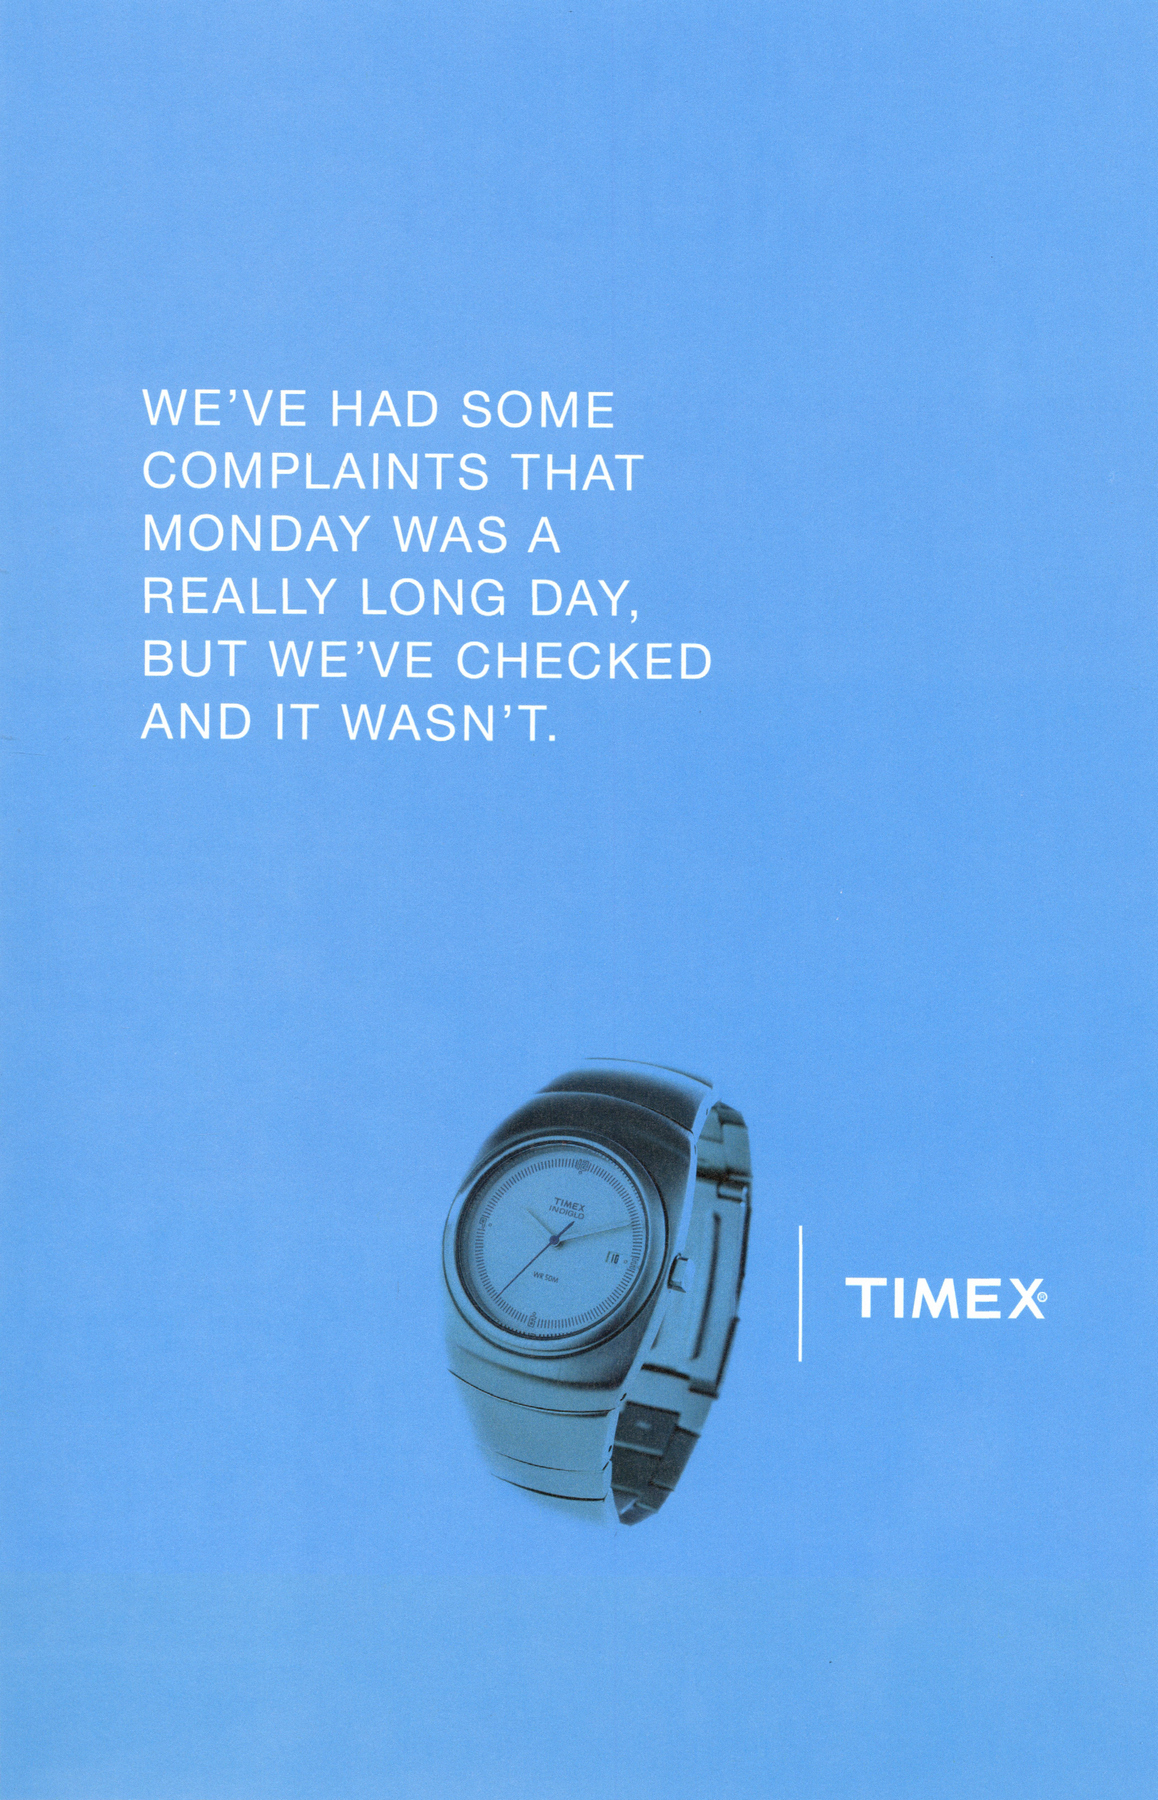 WE’VE HAD SOME
COMPLAINTS THAT
MONDAY WAS A
REALLY LONG DAY,
BUT WE’VE CHECKED
AND IT WASN’T.
TIMEX
INDIGLO
WR 50M
TIMEX®